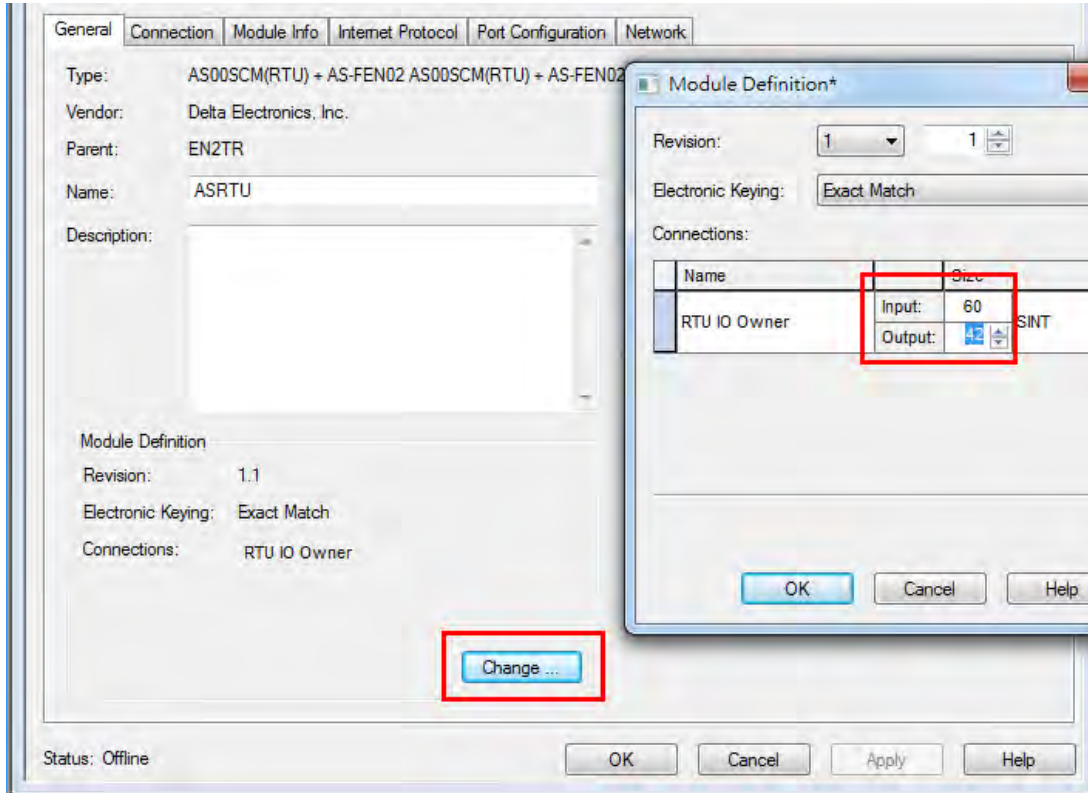 General Connection Module Info Internet Protocol Port Configuration Network
Type: AS00SCM(RTU) + AS-FEN02 AS00SCM(RTU) + AS-FEN02
Vendor: Delta Electronics, Inc.
Parent: EN2TR
Name: ASRTU
Description:
Module Definition
Revision: 1.1
Electronic Keying: Exact Match
Connections: RTU IO Owner
Change ...
Status: Offline
OK Cancel Apply Help
Module Definition*
Revision: 1 1
Electronic Keying: Exact Match
Connections:
Name Size
RTU IO Owner Input: 60 SINT
Output: 42
OK Cancel Help